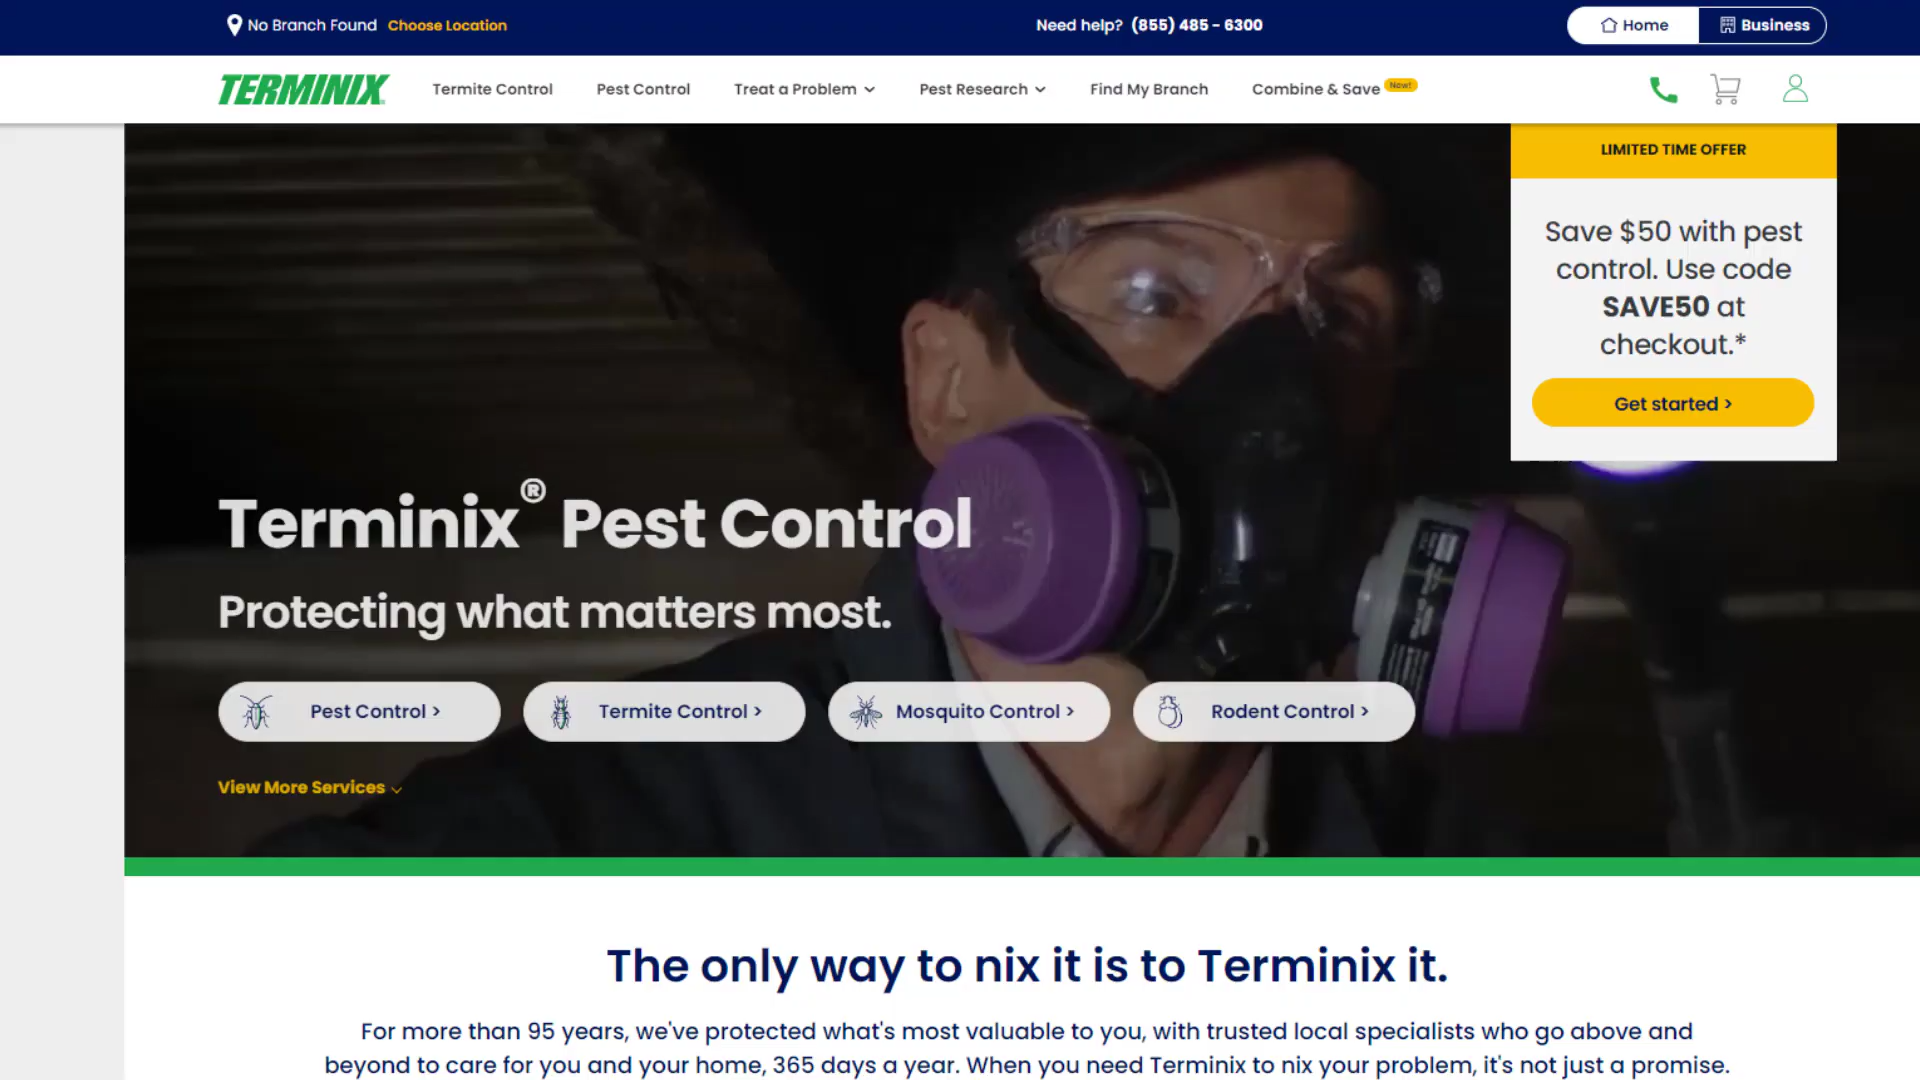 No Branch Found Choose Location
Need help? (855) 485 - 6300
Home
Business
TERMINIX
Termite Control
Pest Control
Treat a Problem
Pest Research
Find My Branch
Combine & Save New!
LIMITED TIME OFFER
Save $50 with pest
control. Use code
SAVE50 at
checkout.*
Get started >
Terminix® Pest Control
Protecting what matters most.
Pest Control >
Termite Control >
Mosquito Control >
Rodent Control >
View More Services
The only way to nix it is to Terminix it.
For more than 95 years, we've protected what's most valuable to you, with trusted local specialists who go above and
beyond to care for you and your home, 365 days a year. When you need Terminix to nix your problem, it's not just a promise.